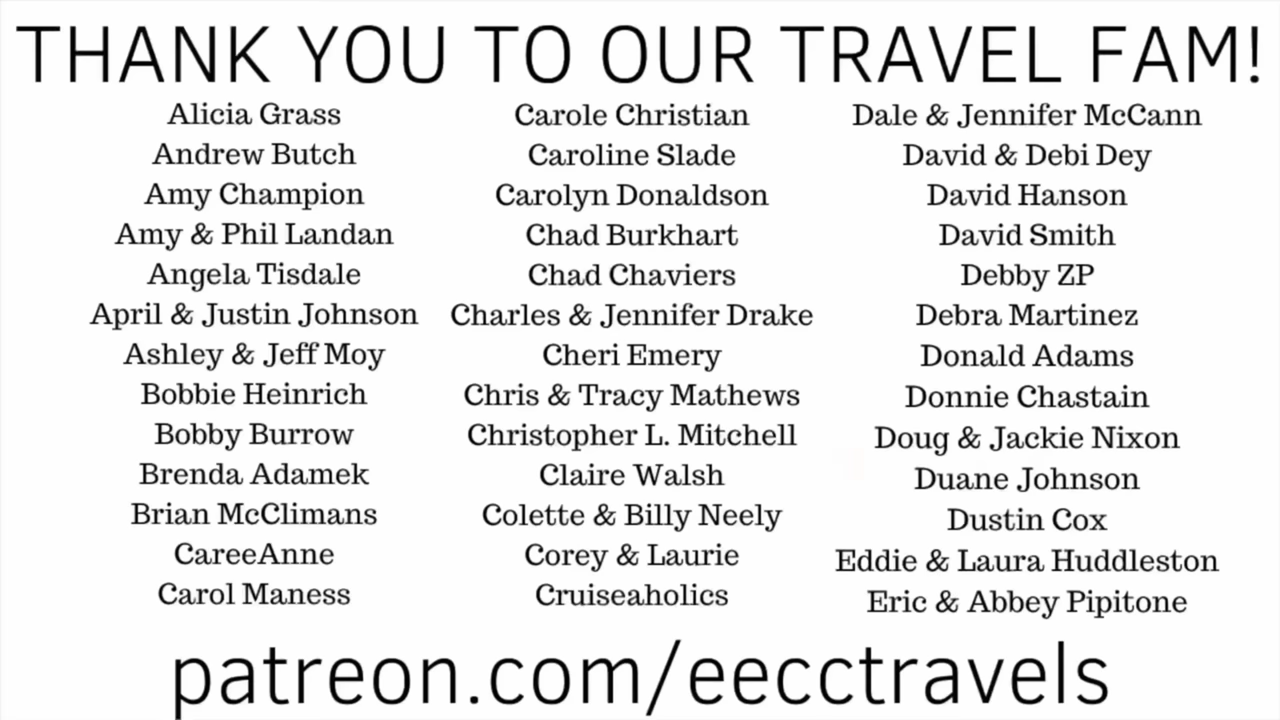 THANK YOU TO OUR TRAVEL FAM!
Alicia Grass
Andrew Butch
Amy Champion
Amy & Phil Landan
Angela Tisdale
April & Justin Johnson
Ashley & Jeff Moy
Bobbie Heinrich
Bobby Burrow
Brenda Adamek
Brian McClimans
CareeAnne
Carol Maness
Carole Christian
Caroline Slade
Carolyn Donaldson
Chad Burkhart
Chad Chaviers
Charles & Jennifer Drake
Cheri Emery
Chris & Tracy Mathews
Christopher L. Mitchell
Claire Walsh
Colette & Billy Neely
Corey & Laurie
Cruiseaholics
Dale & Jennifer McCann
David & Debi Dey
David Hanson
David Smith
Debby ZP
Debra Martinez
Donald Adams
Donnie Chastain
Doug & Jackie Nixon
Duane Johnson
Dustin Cox
Eddie & Laura Huddleston
Eric & Abbey Pipitone
patreon.com/eecctravels